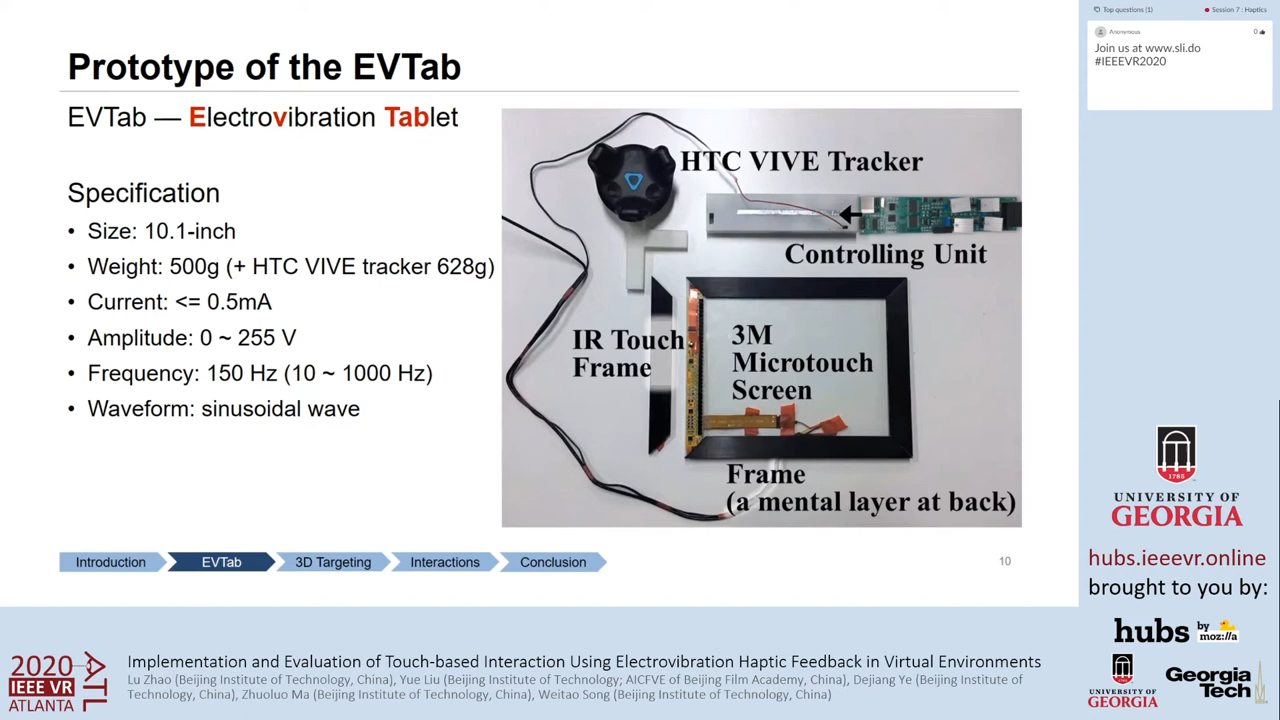 Prototype of the EVTab
EVTab — Electrovibration Tablet
Specification
• Size: 10.1-inch
• Weight: 500g (+ HTC VIVE tracker 628g)
• Current: <= 0.5mA
• Amplitude: 0 ~ 255 V
• Frequency: 150 Hz (10 ~ 1000 Hz)
• Waveform: sinusoidal wave
HTC VIVE Tracker
Controlling Unit
IR Touch
Frame
3M
Microtouch
Screen
Frame
(a mental layer at back)
Introduction
EVTab
3D Targeting
Interactions
Conclusion
10
Top questions (1)
Session 7 : Haptics
Anonymous
0
Join us at www.sli.do
#IEEEVR2020
1785
UNIVERSITY OF
GEORGIA
hubs.ieeevr.online
brought to you by:
hubs by moz://a
UNIVERSITY OF
GEORGIA
Georgia
Tech
2020
IEEE VR
ATLANTA
ATL
Implementation and Evaluation of Touch-based Interaction Using Electrovibration Haptic Feedback in Virtual Environments
Lu Zhao (Beijing Institute of Technology, China), Yue Liu (Beijing Institute of Technology, China; AICFVE of Beijing Film Academy, China), Dejiang Ye (Beijing Institute of
Technology, China), Zhuoluo Ma (Beijing Institute of Technology, China), Weitao Song (Beijing Institute of Technology, China)